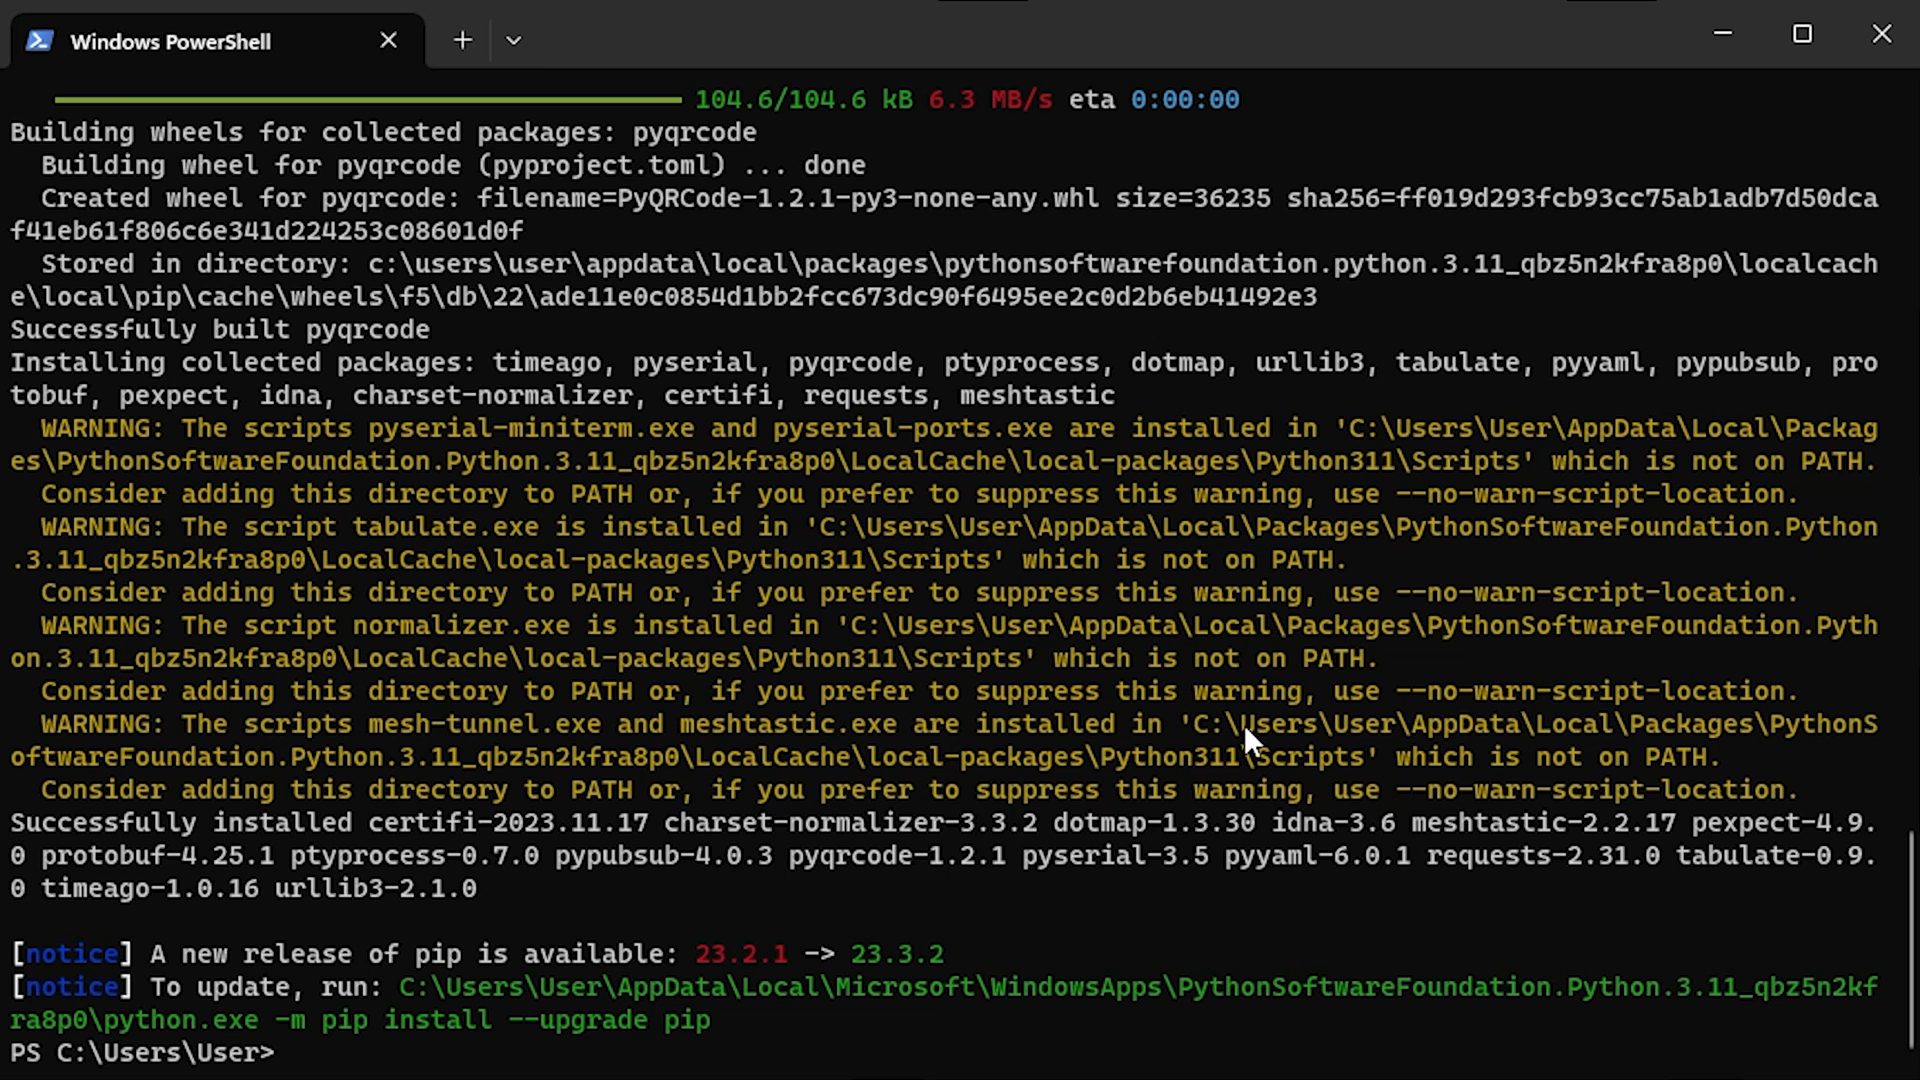 Windows PowerShell
104.6/104.6 kB 6.3 MB/s eta 0:00:00
Building wheels for collected packages: pyqrcode
  Building wheel for pyqrcode (pyproject.toml) ... done
  Created wheel for pyqrcode: filename=PyQRCode-1.2.1-py3-none-any.whl size=36235 sha256=ff019d293fcb93cc75ab1adb7d50dca
f41eb61f806c6e341d224253c08601d0f
  Stored in directory: c:\users\user\appdata\local\packages\pythonsoftwarefoundation.python.3.11_qbz5n2kfra8p0\localcach
e\local\pip\cache\wheels\f5\db\22\ade11e0c0854d1bb2fcc673dc90f6495ee2c0d2b6eb41492e3
Successfully built pyqrcode
Installing collected packages: timeago, pyserial, pyqrcode, ptyprocess, dotmap, urllib3, tabulate, pyyaml, pypubsub, pro
tobuf, pexpect, idna, charset-normalizer, certifi, requests, meshtastic
  WARNING: The scripts pyserial-miniterm.exe and pyserial-ports.exe are installed in 'C:\Users\User\AppData\Local\Packag
es\PythonSoftwareFoundation.Python.3.11_qbz5n2kfra8p0\LocalCache\local-packages\Python311\Scripts' which is not on PATH.
  Consider adding this directory to PATH or, if you prefer to suppress this warning, use --no-warn-script-location.
  WARNING: The script tabulate.exe is installed in 'C:\Users\User\AppData\Local\Packages\PythonSoftwareFoundation.Python
.3.11_qbz5n2kfra8p0\LocalCache\local-packages\Python311\Scripts' which is not on PATH.
  Consider adding this directory to PATH or, if you prefer to suppress this warning, use --no-warn-script-location.
  WARNING: The script normalizer.exe is installed in 'C:\Users\User\AppData\Local\Packages\PythonSoftwareFoundation.Pyth
on.3.11_qbz5n2kfra8p0\LocalCache\local-packages\Python311\Scripts' which is not on PATH.
  Consider adding this directory to PATH or, if you prefer to suppress this warning, use --no-warn-script-location.
  WARNING: The scripts mesh-tunnel.exe and meshtastic.exe are installed in 'C:\Users\User\AppData\Local\Packages\PythonS
oftwareFoundation.Python.3.11_qbz5n2kfra8p0\LocalCache\local-packages\Python311\Scripts' which is not on PATH.
  Consider adding this directory to PATH or, if you prefer to suppress this warning, use --no-warn-script-location.
Successfully installed certifi-2023.11.17 charset-normalizer-3.3.2 dotmap-1.3.30 idna-3.6 meshtastic-2.2.17 pexpect-4.9.
0 protobuf-4.25.1 ptyprocess-0.7.0 pypubsub-4.0.3 pyqrcode-1.2.1 pyserial-3.5 pyyaml-6.0.1 requests-2.31.0 tabulate-0.9.
0 timeago-1.0.16 urllib3-2.1.0
[notice] A new release of pip is available: 23.2.1 -> 23.3.2
[notice] To update, run: C:\Users\User\AppData\Local\Microsoft\WindowsApps\PythonSoftwareFoundation.Python.3.11_qbz5n2kf
ra8p0\python.exe -m pip install --upgrade pip
PS C:\Users\User>